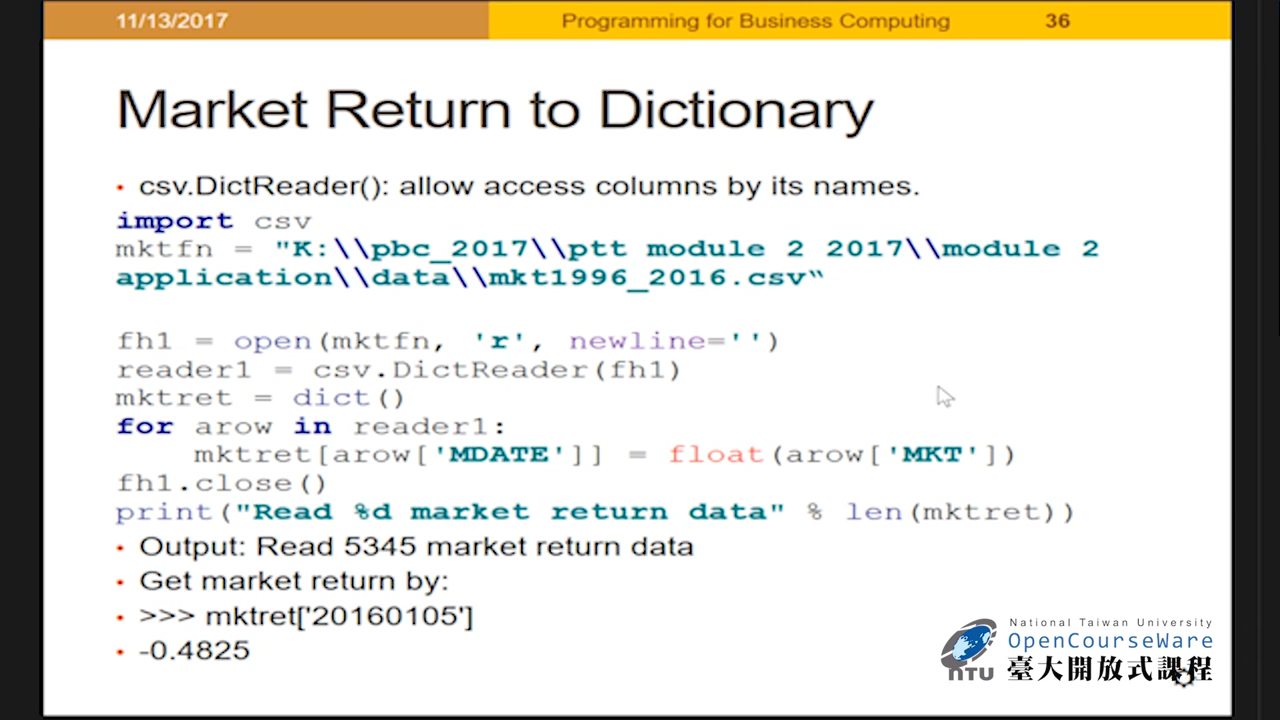 11/13/2017 Programming for Business Computing 36
Market Return to Dictionary
• csv.DictReader(): allow access columns by its names.
import csv
mktfn = "K:\\pbc_2017\\ptt module 2 2017\\module 2
application\\data\\mkt1996_2016.csv“
fh1 = open(mktfn, 'r', newline='')
reader1 = csv.DictReader(fh1)
mktret = dict()
for arow in reader1:
    mktret[arow['MDATE']] = float(arow['MKT'])
fh1.close()
print("Read %d market return data" % len(mktret))
• Output: Read 5345 market return data
• Get market return by:
• >>> mktret['20160105']
• -0.4825
National Taiwan University
OpenCourseWare
NTU 臺大開放式課程